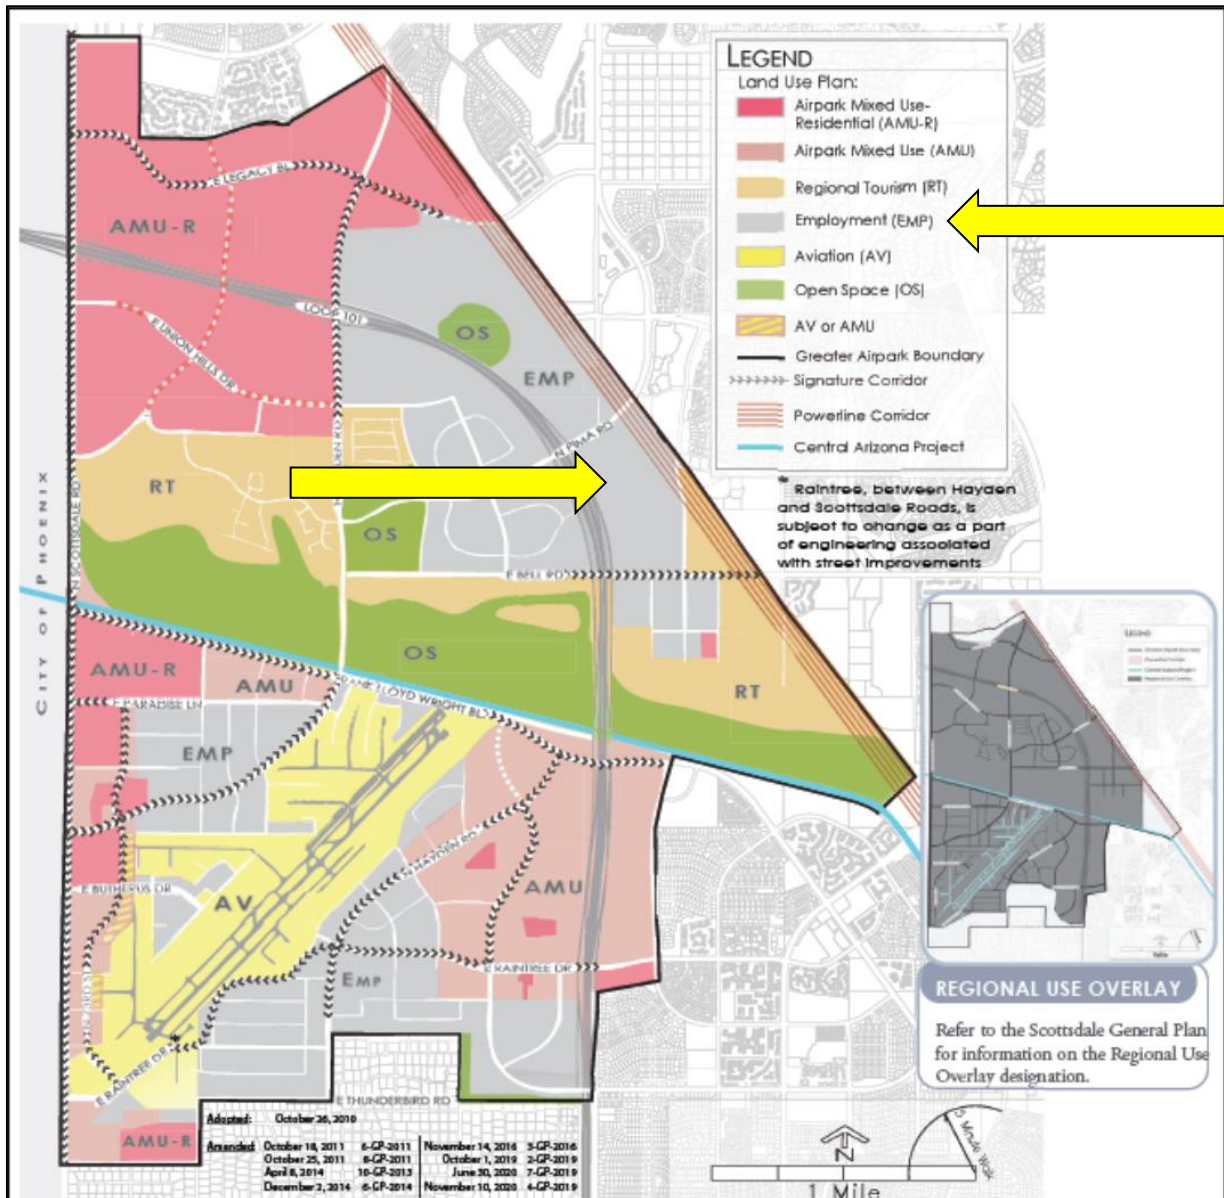 LEGEND
Land Use Plan:
Airpark Mixed Use-
Residential (AMU-R)
Airpark Mixed Use (AMU)
Regional Tourism (RT)
Employment (EMP)
Aviation (AV)
Open Space (OS)
AV or AMU
Greater Airpark Boundary
Signature Corridor
Powerline Corridor
Central Arizona Project
* Raintree, between Hayden
and Scottsdale Roads, is
subject to change as a part
of engineering associated
with street improvements
E LEGACY BL
AMU-R
LOOP 101
OS
E UNION HILLS DR
EMP
N PIMA RD
DEN RD
RT
OS
N SCOTTSDALE RD
CITY OF PHOENIX
E BELL RD
OS
AMU-R
AMU
RANK LLOYD WRIGHT BL
RT
E PARADISE LN
EMP
N HAYDEN RD
AMU
E BUTHERUS DR
AV
E RAINTREE DR
EMP
E RAINTREE DR
E THUNDERBIRD RD
AMU-R
Adopted: October 26, 2010
Amended: October 18, 2011 5-GP-2011 November 14, 2016 3-GP-2016
October 25, 2011 8-GP-2011 October 1, 2019 2-GP-2019
April 8, 2014 10-GP-2013 June 30, 2020 7-GP-2019
December 2, 2014 6-GP-2014 November 10, 2020 4-GP-2019
N
5 Minute Walk
1 Mile
LEGEND
REGIONAL USE OVERLAY
Refer to the Scottsdale General Plan
for information on the Regional Use
Overlay designation.